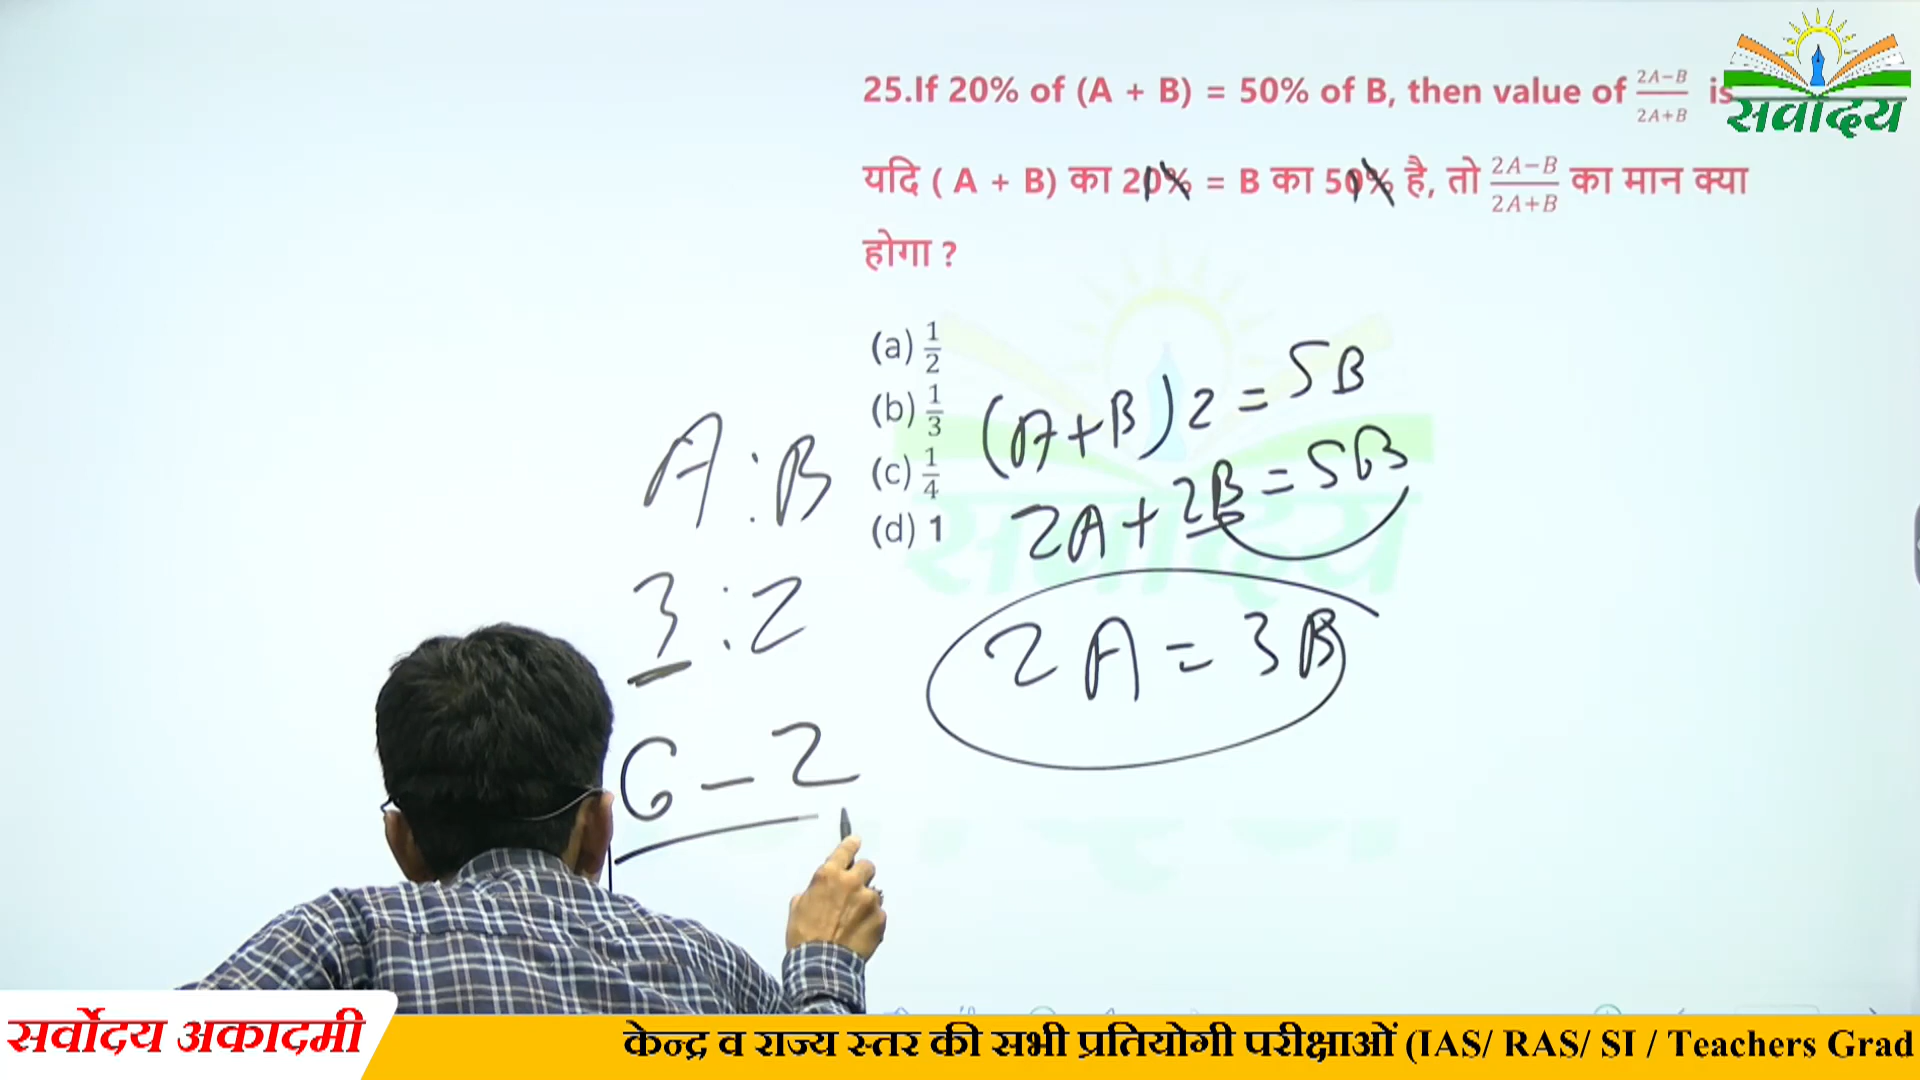 25.If 20% of (A + B) = 50% of B, then value of 2A−B/2A+B is
सर्वोदय
यदि ( A + B) का 20% = B का 50% है, तो 2A−B/2A+B का मान क्या
होगा ?
(a) 1/2
(b) 1/3
(c) 1/4
(d) 1
(A+B)2=5B
2A+2B=5B
2A=3B
A:B
3:2
6-2
सर्वोदय
सर्वोदय अकादमी
केन्द्र व राज्य स्तर की सभी प्रतियोगी परीक्षाओं (IAS/ RAS/ SI / Teachers Grad